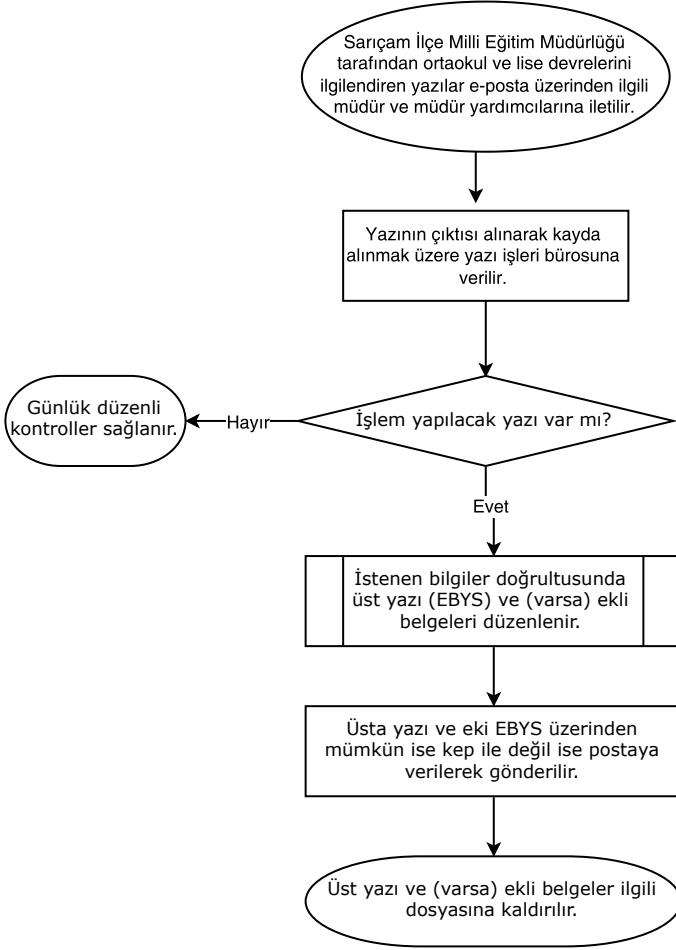 Sarıçam İlçe Milli Eğitim Müdürlüğü
tarafından ortaokul ve lise devrelerini
ilgilendiren yazılar e-posta üzerinden ilgili
müdür ve müdür yardımcılarına iletilir.
Yazının çıktısı alınarak kayda
alınmak üzere yazı işleri bürosuna
verilir.
İşlem yapılacak yazı var mı?
Hayır
Günlük düzenli
kontroller sağlanır.
Evet
İstenen bilgiler doğrultusunda
üst yazı (EBYS) ve (varsa) ekli
belgeleri düzenlenir.
Üsta yazı ve eki EBYS üzerinden
mümkün ise kep ile değil ise postaya
verilerek gönderilir.
Üst yazı ve (varsa) ekli belgeler ilgili
dosyasına kaldırılır.